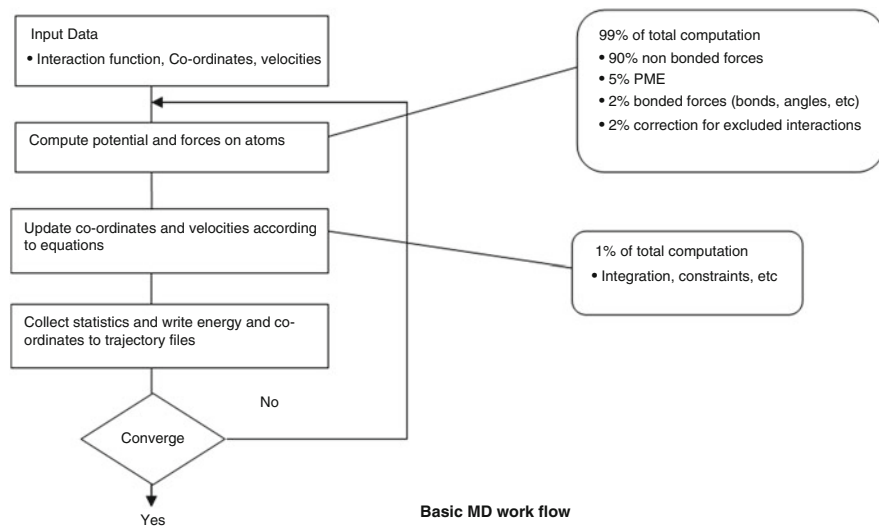 Input Data
• Interaction function, Co-ordinates, velocities
Compute potential and forces on atoms
Update co-ordinates and velocities according
to equations
Collect statistics and write energy and co-
ordinates to trajectory files
Converge
No
Yes
99% of total computation
• 90% non bonded forces
• 5% PME
• 2% bonded forces (bonds, angles, etc)
• 2% correction for excluded interactions
1% of total computation
• Integration, constraints, etc
Basic MD work flow